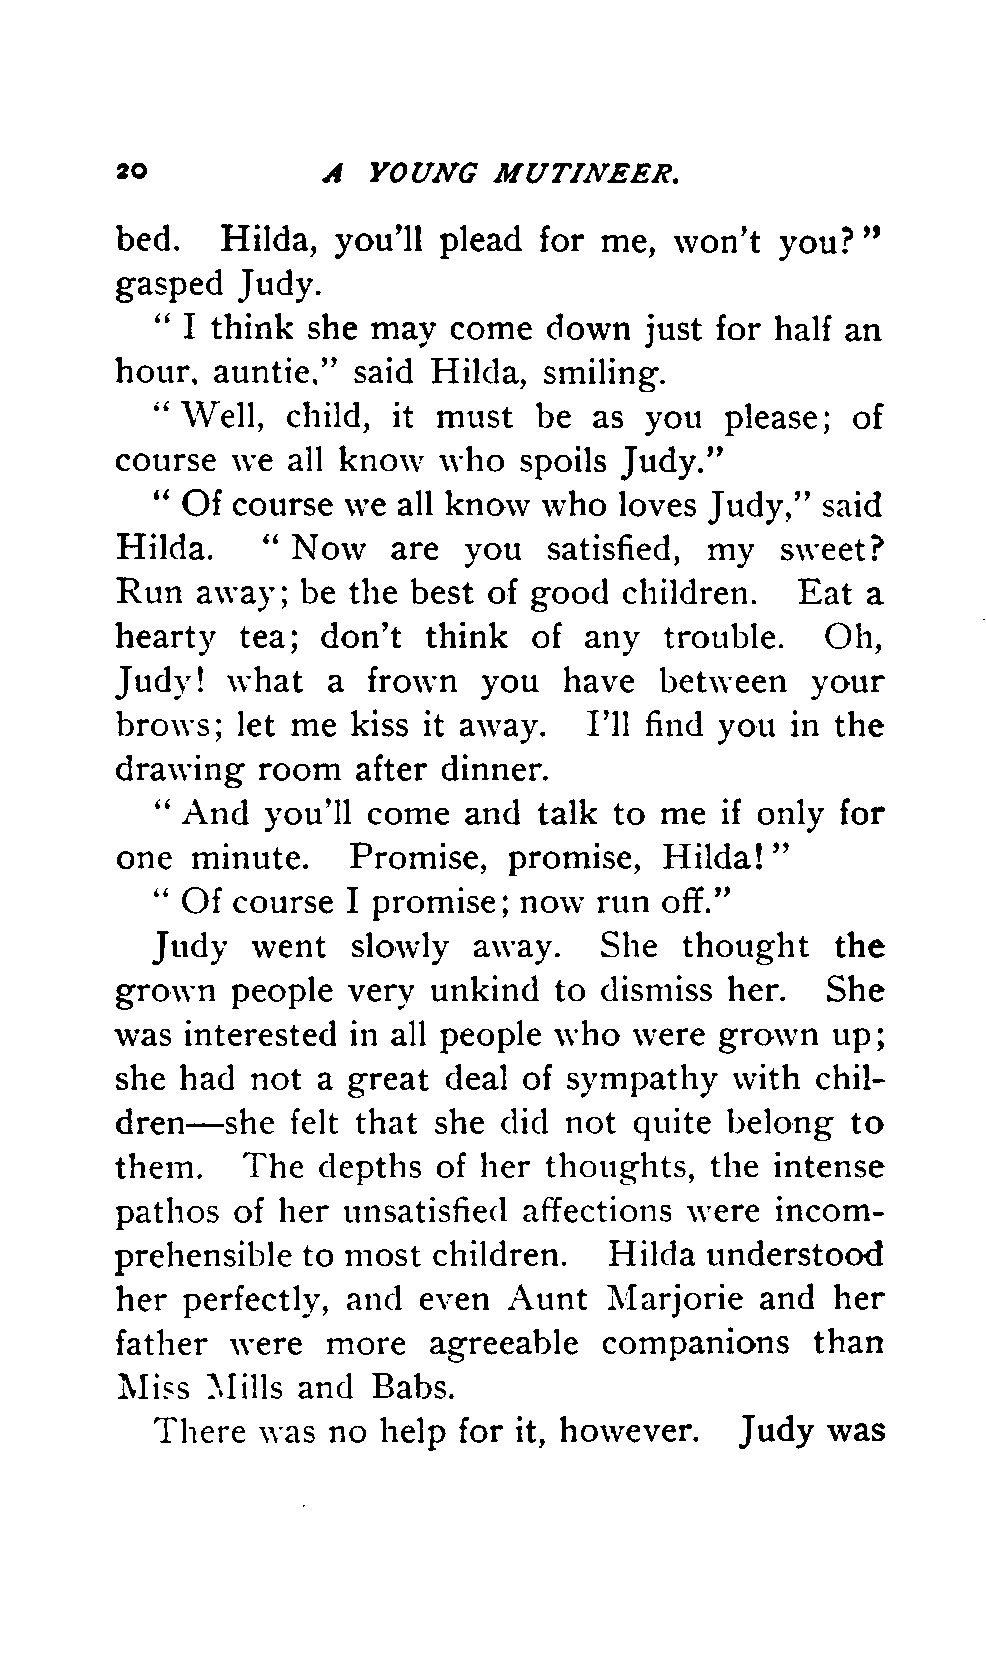 20 A YOUNG MUTINEER.
bed. Hilda, you'll plead for me, won't you?"
gasped Judy.
"I think she may come down just for half an
hour, auntie," said Hilda, smiling.
"Well, child, it must be as you please; of
course we all know who spoils Judy."
"Of course we all know who loves Judy," said
Hilda. "Now are you satisfied, my sweet?
Run away; be the best of good children. Eat a
hearty tea; don't think of any trouble. Oh,
Judy! what a frown you have between your
brows; let me kiss it away. I'll find you in the
drawing room after dinner.
"And you'll come and talk to me if only for
one minute. Promise, promise, Hilda!"
"Of course I promise; now run off."
Judy went slowly away. She thought the
grown people very unkind to dismiss her. She
was interested in all people who were grown up;
she had not a great deal of sympathy with chil-
dren—she felt that she did not quite belong to
them. The depths of her thoughts, the intense
pathos of her unsatisfied affections were incom-
prehensible to most children. Hilda understood
her perfectly, and even Aunt Marjorie and her
father were more agreeable companions than
Miss Mills and Babs.
There was no help for it, however. Judy was